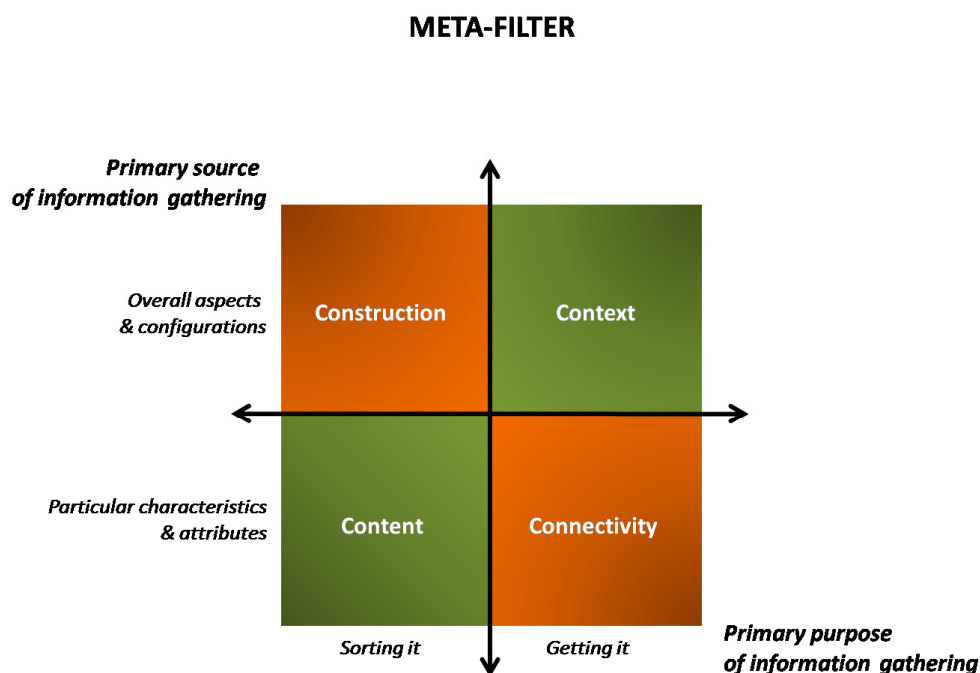 META-FILTER
Primary source
of information gathering
Overall aspects
& configurations
Construction
Context
Particular characteristics
& attributes
Content
Connectivity
Sorting it
Getting it
Primary purpose
of information gathering